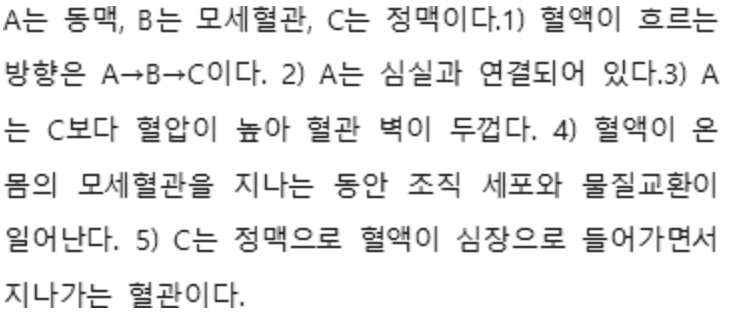 A는 동맥, B는 모세혈관, C는 정맥이다.1) 혈액이 흐르는
방향은 A→B→C이다. 2) A는 심실과 연결되어 있다.3) A
는 C보다 혈압이 높아 혈관 벽이 두껍다. 4) 혈액이 온
몸의 모세혈관을 지나는 동안 조직 세포와 물질교환이
일어난다. 5) C는 정맥으로 혈액이 심장으로 들어가면서
지나가는 혈관이다.